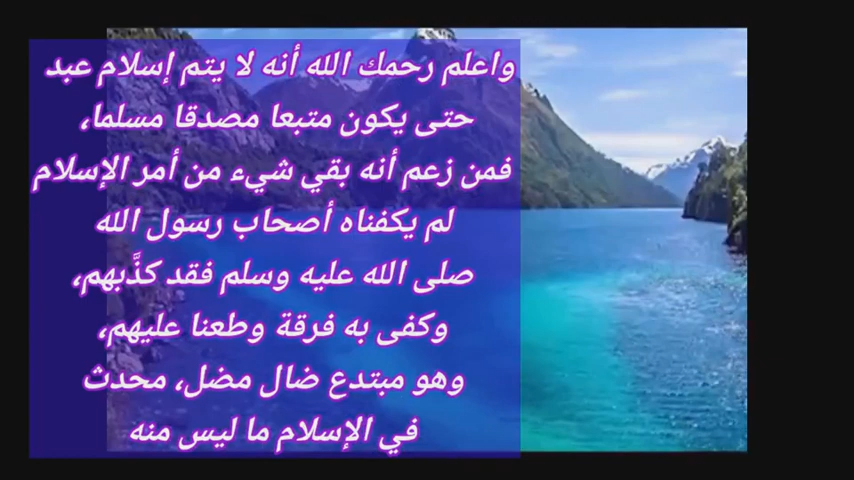 واعلم رحمك الله أنه لا يتم إسلام عبد
حتى يكون متبعا مصدقا مسلما،
فمن زعم أنه بقي شيء من أمر الإسلام
لم يكفناه أصحاب رسول الله
صلى الله عليه وسلم فقد كذَّبهم،
وكفى به فرقة وطعنا عليهم،
وهو مبتدع ضال مضل، محدث
في الإسلام ما ليس منه